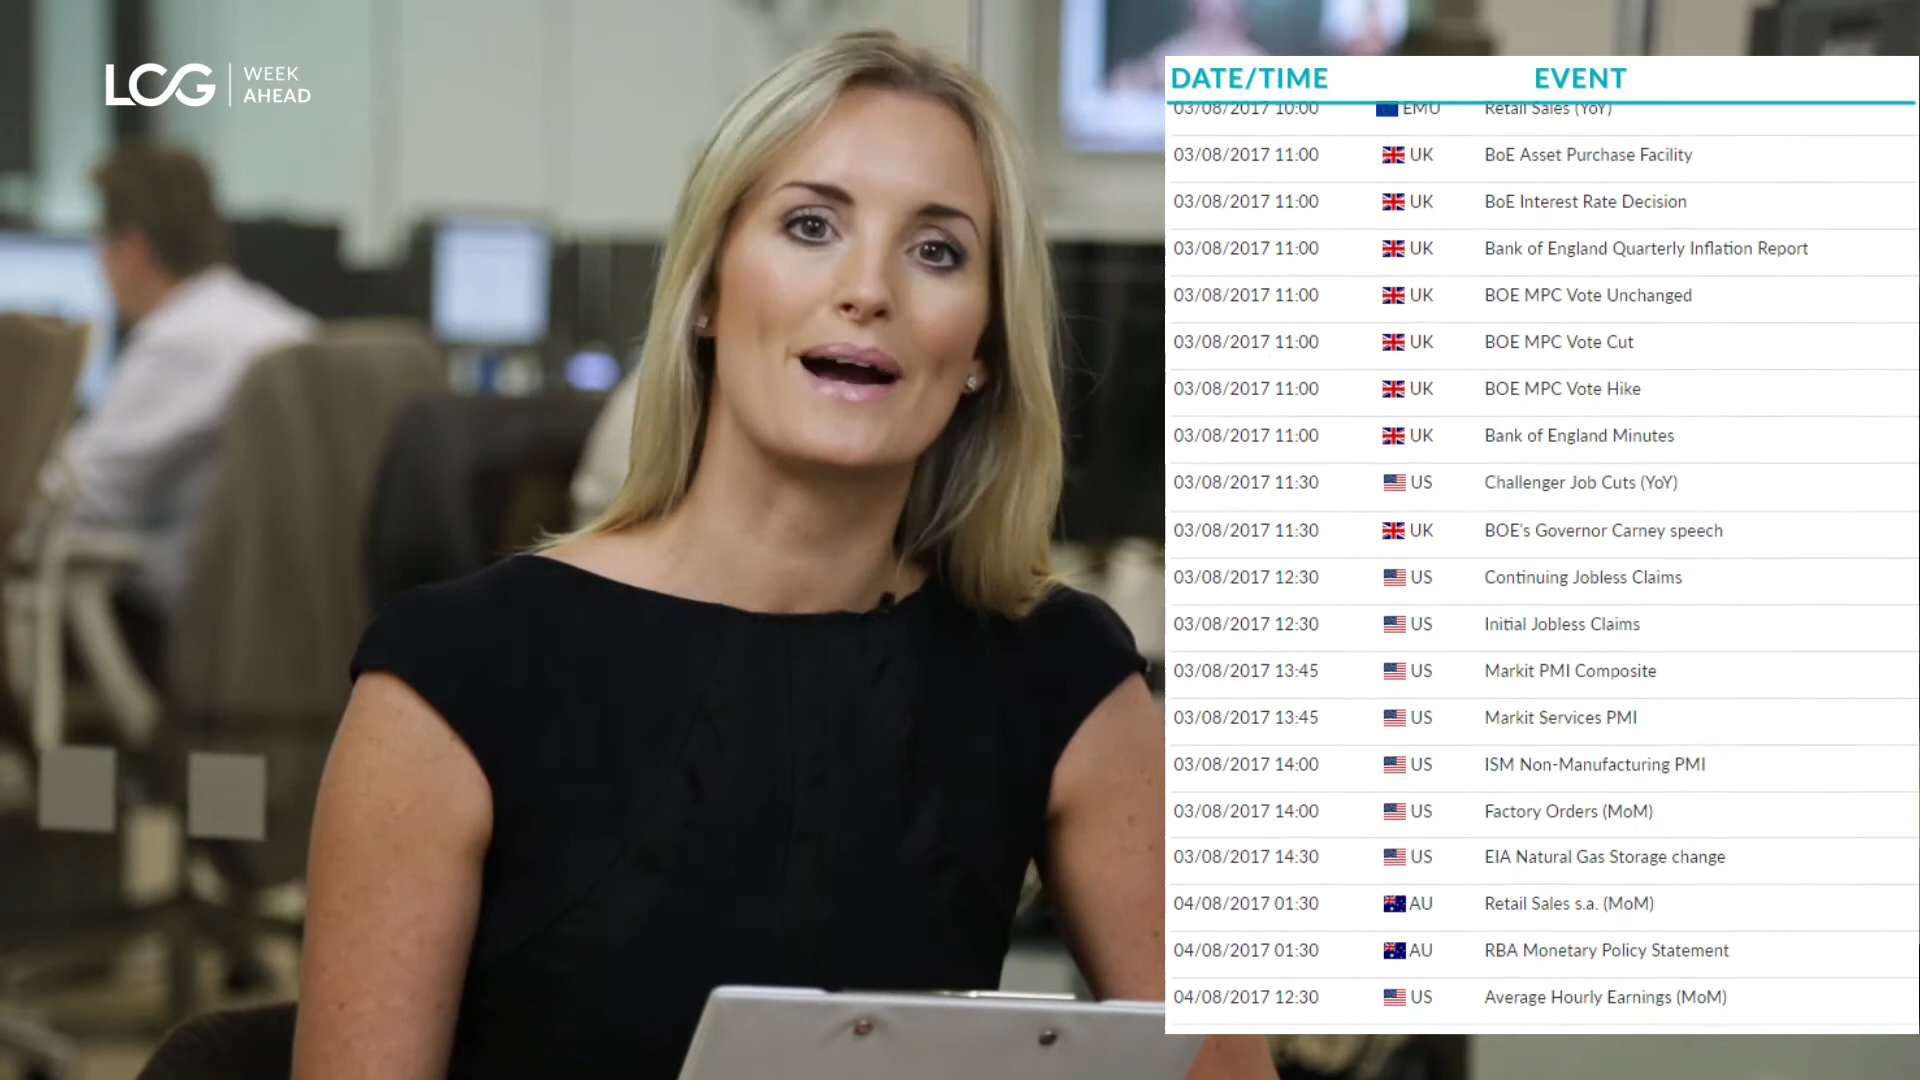 LCG
WEEK
AHEAD
DATE/TIME EVENT
03/08/2017 10:00 EMU Retail Sales (YoY)
03/08/2017 11:00 UK BoE Asset Purchase Facility
03/08/2017 11:00 UK BoE Interest Rate Decision
03/08/2017 11:00 UK Bank of England Quarterly Inflation Report
03/08/2017 11:00 UK BOE MPC Vote Unchanged
03/08/2017 11:00 UK BOE MPC Vote Cut
03/08/2017 11:00 UK BOE MPC Vote Hike
03/08/2017 11:00 UK Bank of England Minutes
03/08/2017 11:30 US Challenger Job Cuts (YoY)
03/08/2017 11:30 UK BOE's Governor Carney speech
03/08/2017 12:30 US Continuing Jobless Claims
03/08/2017 12:30 US Initial Jobless Claims
03/08/2017 13:45 US Markit PMI Composite
03/08/2017 13:45 US Markit Services PMI
03/08/2017 14:00 US ISM Non-Manufacturing PMI
03/08/2017 14:00 US Factory Orders (MoM)
03/08/2017 14:30 US EIA Natural Gas Storage change
04/08/2017 01:30 AU Retail Sales s.a. (MoM)
04/08/2017 01:30 AU RBA Monetary Policy Statement
04/08/2017 12:30 US Average Hourly Earnings (MoM)